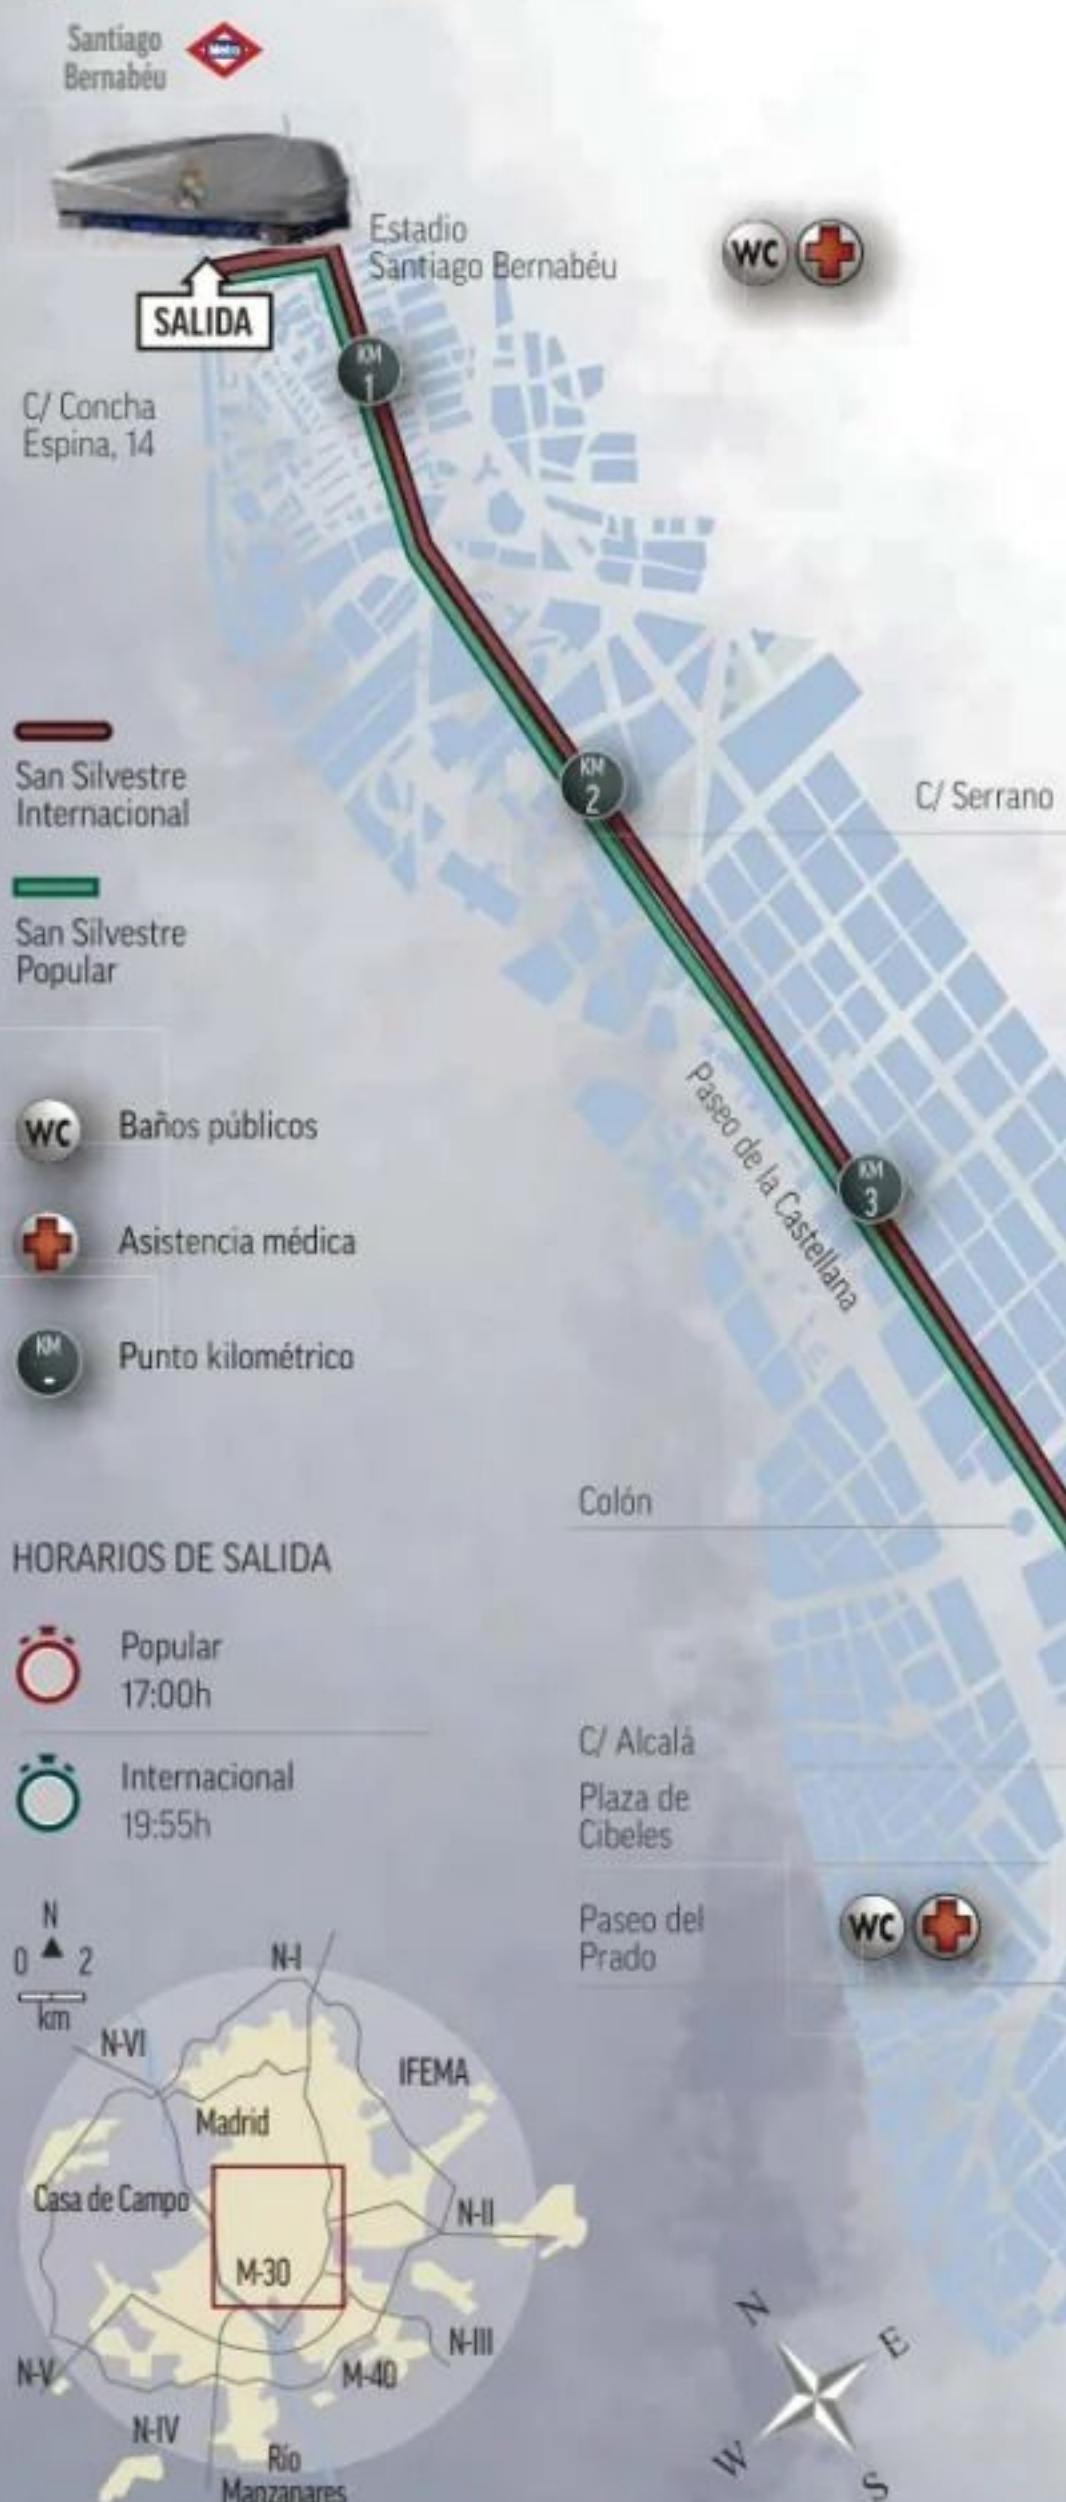 Santiago
Bernabéu
Metro
Estadio
Santiago Bernabéu
WC
SALIDA
KM
1
C/ Concha
Espina, 14
San Silvestre
Internacional
KM
2
C/ Serrano
San Silvestre
Popular
Paseo de la Castellana
WC
Baños públicos
KM
3
Asistencia médica
KM
-
Punto kilométrico
Colón
HORARIOS DE SALIDA
Popular
17:00h
C/ Alcalá
Internacional
19:55h
Plaza de
Cibeles
Paseo del
Prado
WC
N
0 2
km
N-I
N-VI
IFEMA
Madrid
Casa de Campo
N-II
M-30
N-III
N-V
M-40
N-IV
Río
Manzanares
N
E
W
S